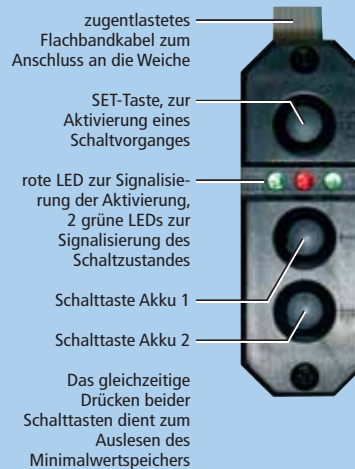 zugentlastetes
Flachbandkabel zum
Anschluss an die Weiche
SET-Taste, zur
Aktivierung eines
Schaltvorganges
rote LED zur Signalisie-
rung der Aktivierung,
2 grüne LEDs zur
Signalisierung des
Schaltzustandes
Schalttaste Akku 1
Schalttaste Akku 2
Das gleichzeitige
Drücken beider
Schalttasten dient zum
Auslesen des
Minimalwertspeichers